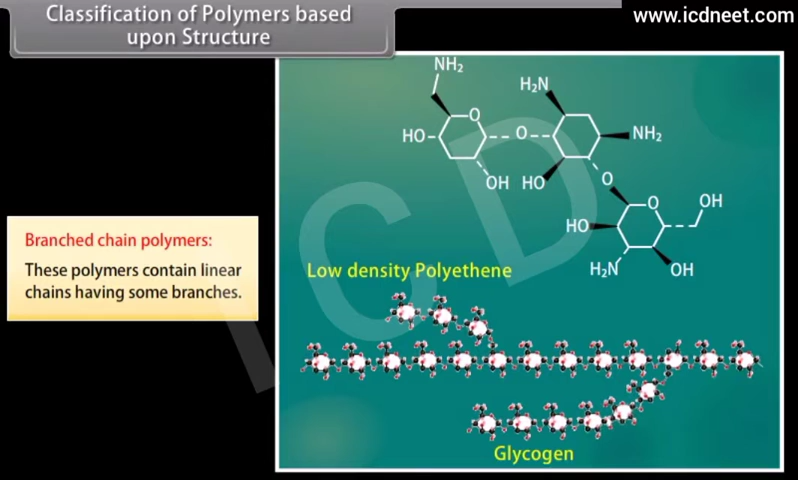 Classification of Polymers based
upon Structure
www.icdneet.com
NH₂
H₂N
O
HO
O
NH₂
OH
HO
O
O
OH
HO
H₂N
OH
Branched chain polymers:
These polymers contain linear
chains having some branches.
Low density Polyethene
Glycogen
ICD